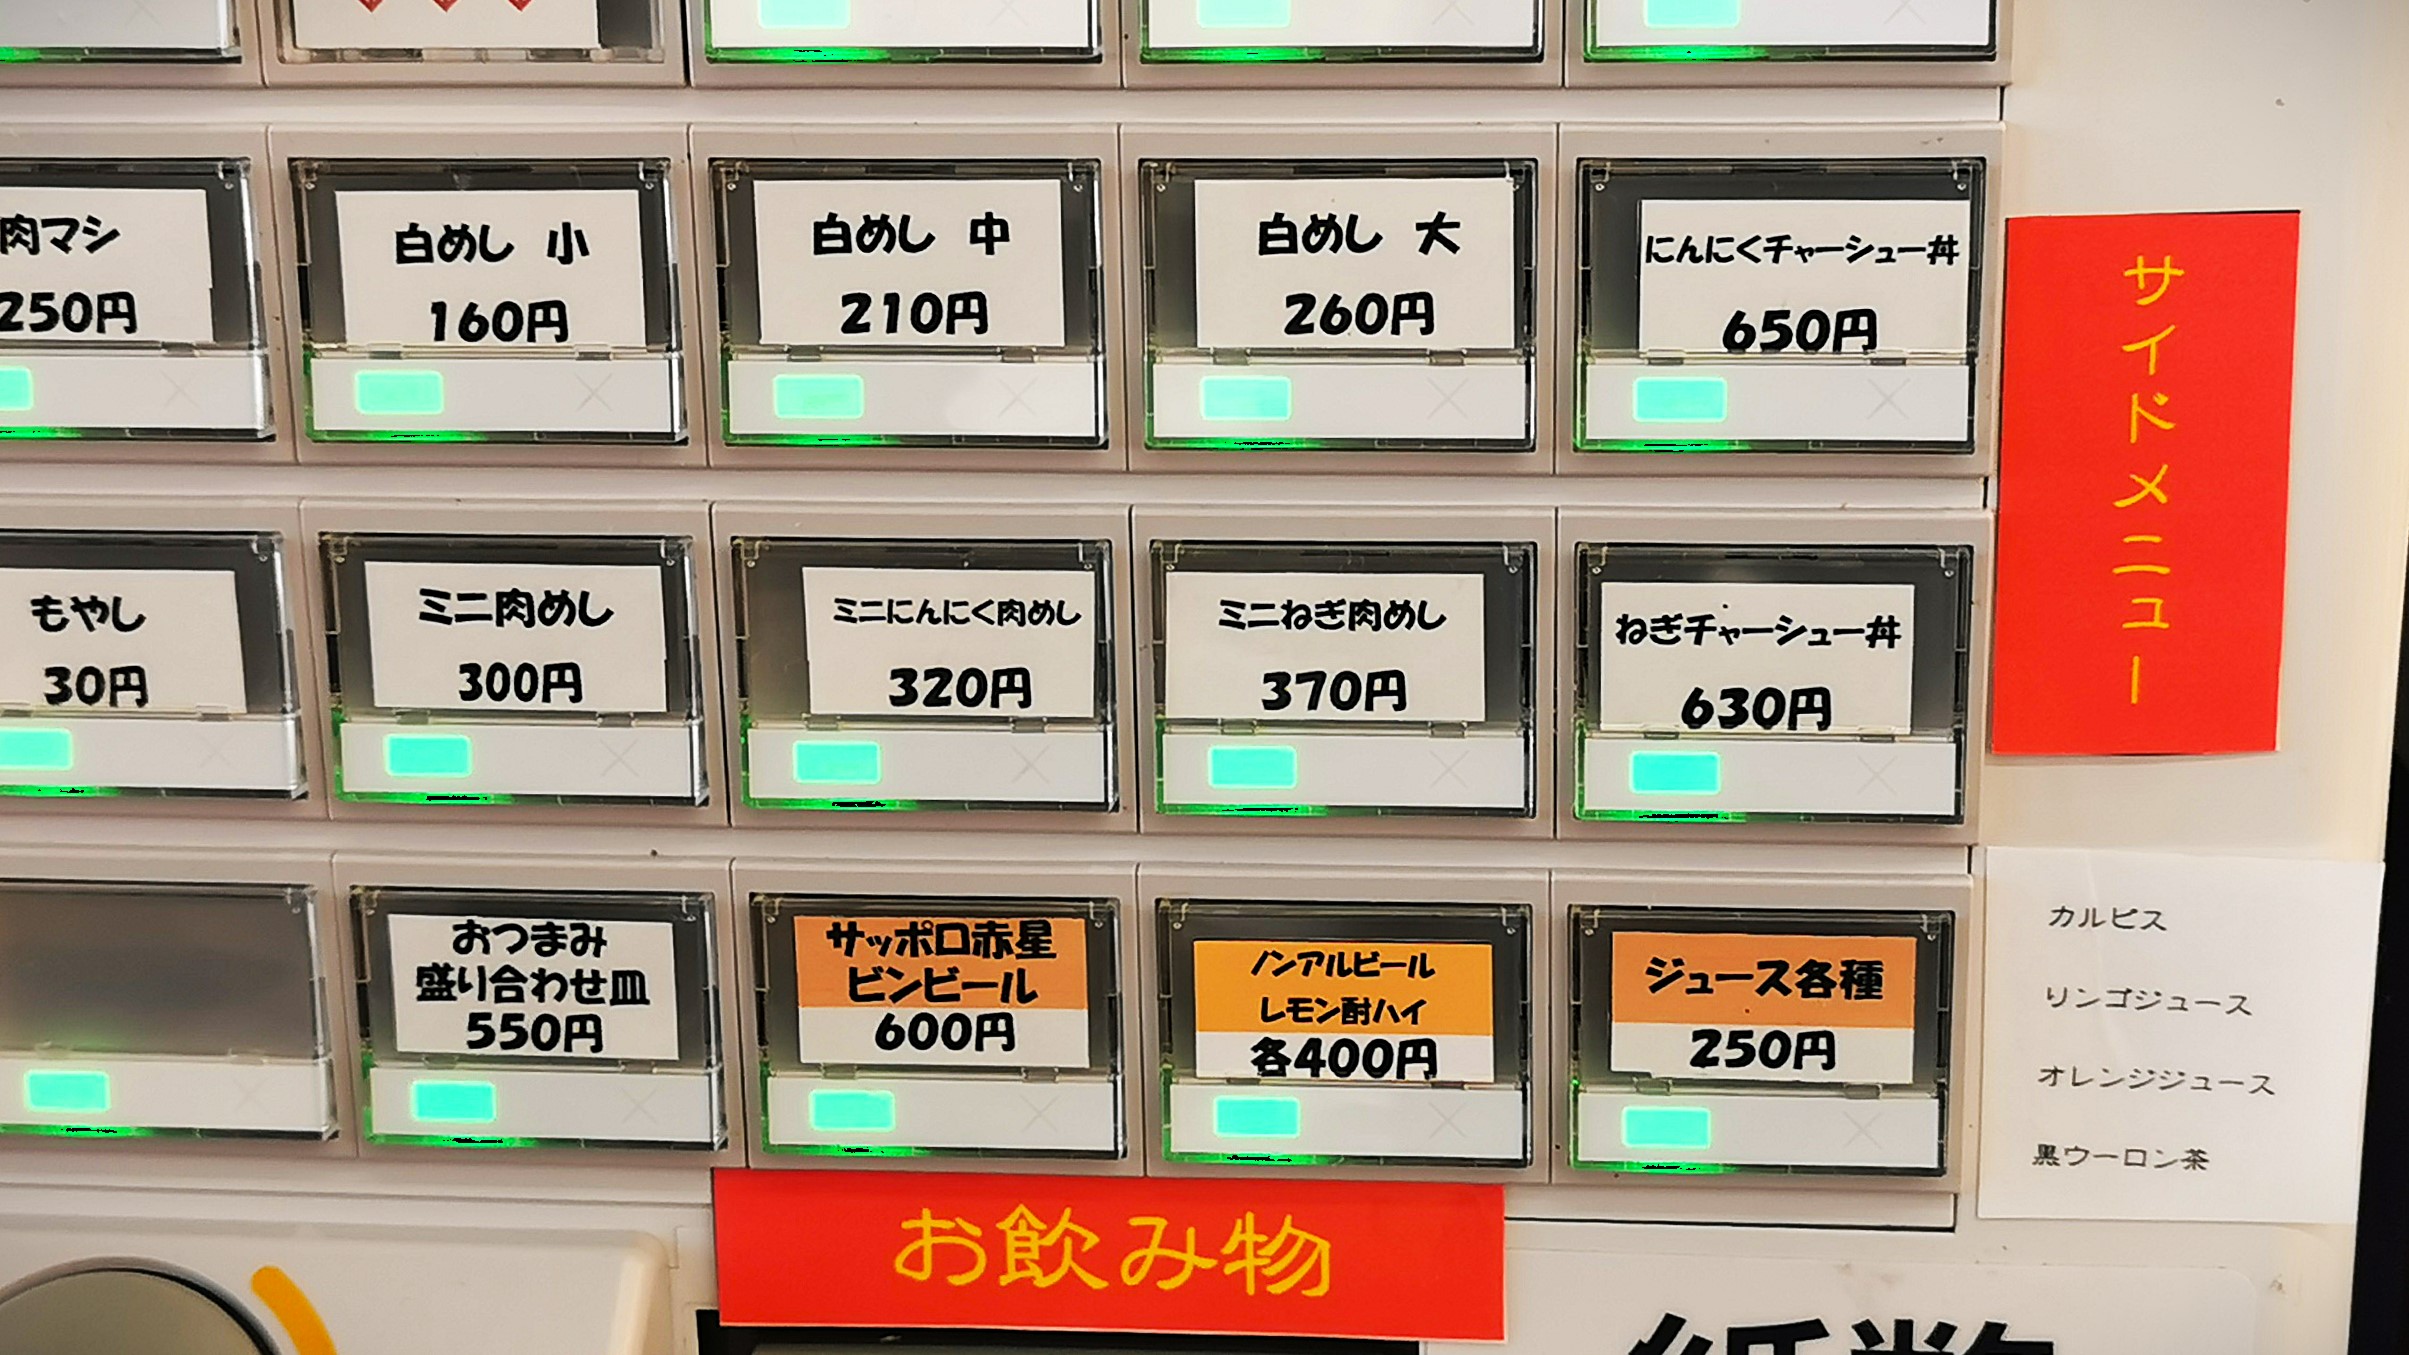 肉マシ
250円
白めし 小
160円
白めし 中
210円
白めし 大
260円
にんにくチャーシュー丼
650円
もやし
30円
ミニ肉めし
300円
ミニにんにく肉めし
320円
ミニねぎ肉めし
370円
ねぎチャーシュー丼
630円
サイドメニュー
おつまみ
盛り合わせ皿
550円
サッポロ赤星
ビンビール
600円
ノンアルビール
レモン酎ハイ
各400円
ジュース各種
250円
カルピス
リンゴジュース
オレンジジュース
黒ウーロン茶
お飲み物